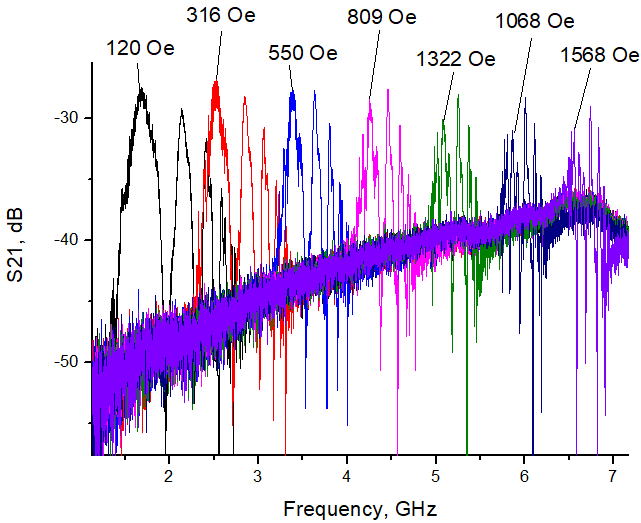 316 Oe
809 Oe
1068 Oe
120 Oe
550 Oe
1322 Oe
1568 Oe
-30
-40
-50
S21, dB
2 3 4 5 6 7
Frequency, GHz